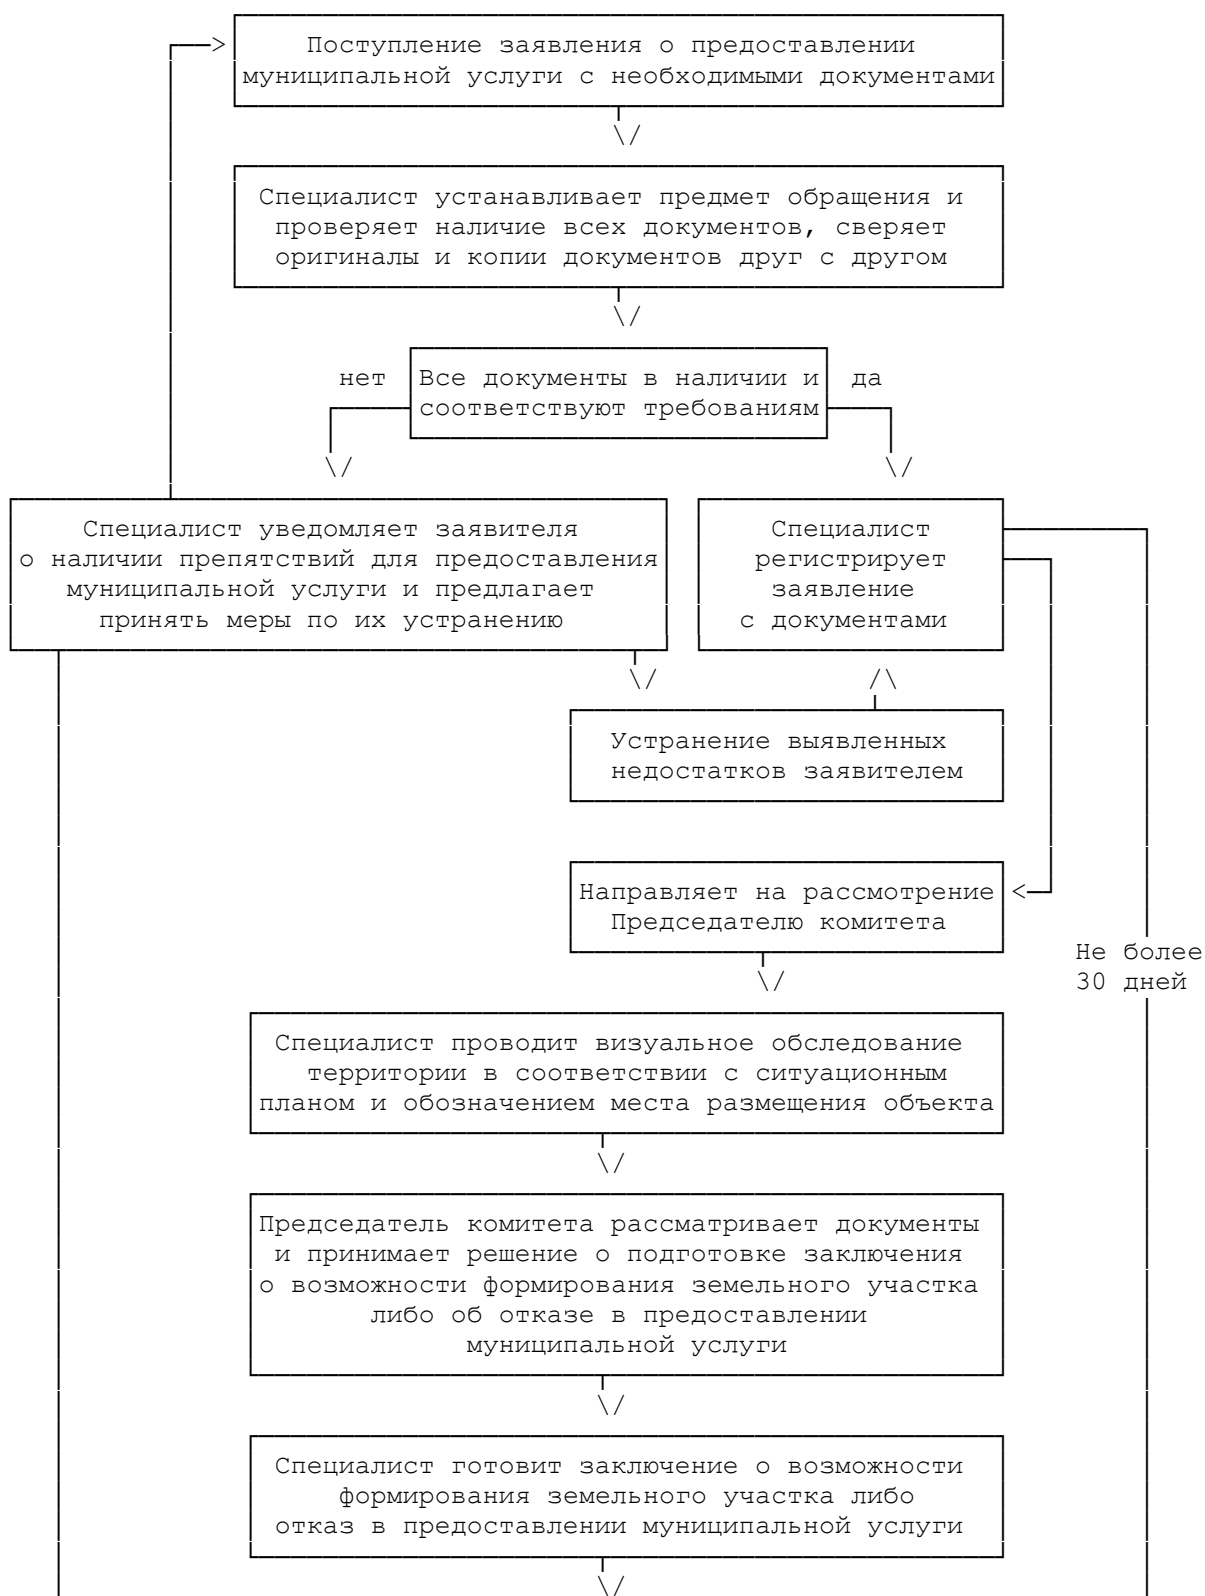 Поступление заявления о предоставлении
муниципальной услуги с необходимыми документами
Специалист устанавливает предмет обращения и
проверяет наличие всех документов, сверяет
оригиналы и копии документов друг с другом
нет
Все документы в наличии и
соответствуют требованиям
да
Специалист уведомляет заявителя
о наличии препятствий для предоставления
муниципальной услуги и предлагает
принять меры по их устранению
Специалист
регистрирует
заявление
с документами
Устранение выявленных
недостатков заявителем
Направляет на рассмотрение
Председателю комитета
Не более
30 дней
Специалист проводит визуальное обследование
территории в соответствии с ситуационным
планом и обозначением места размещения объекта
Председатель комитета рассматривает документы
и принимает решение о подготовке заключения
о возможности формирования земельного участка
либо об отказе в предоставлении
муниципальной услуги
Специалист готовит заключение о возможности
формирования земельного участка либо
отказ в предоставлении муниципальной услуги